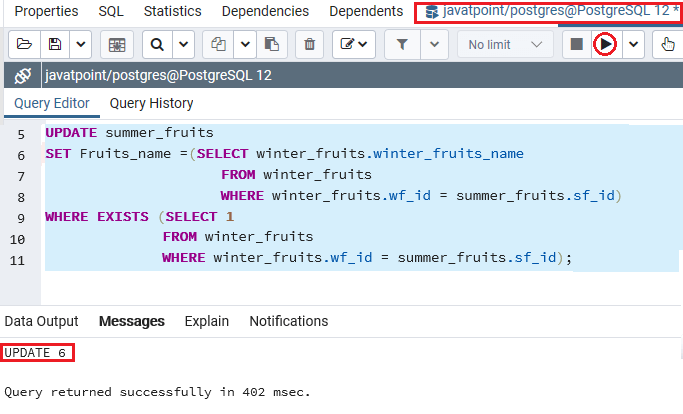 Properties SQL Statistics Dependencies Dependents javatpoint/postgres@PostgreSQL 12 *
No limit
javatpoint/postgres@PostgreSQL 12
Query Editor Query History
5 UPDATE summer_fruits
6 SET Fruits_name =(SELECT winter_fruits.winter_fruits_name
7 FROM winter_fruits
8 WHERE winter_fruits.wf_id = summer_fruits.sf_id)
9 WHERE EXISTS (SELECT 1
10 FROM winter_fruits
11 WHERE winter_fruits.wf_id = summer_fruits.sf_id);
Data Output Messages Explain Notifications
UPDATE 6
Query returned successfully in 402 msec.